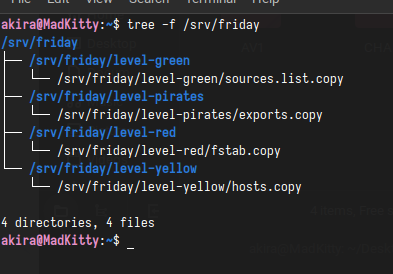 File Edit View Search Terminal Help
akira@MadKitty:~$ tree -f /srv/friday
/srv/friday
├── /srv/friday/level-green
│   └── /srv/friday/level-green/sources.list.copy
├── /srv/friday/level-pirates
│   └── /srv/friday/level-pirates/exports.copy
├── /srv/friday/level-red
│   └── /srv/friday/level-red/fstab.copy
└── /srv/friday/level-yellow
    └── /srv/friday/level-yellow/hosts.copy

4 directories, 4 files
akira@MadKitty:~$ _